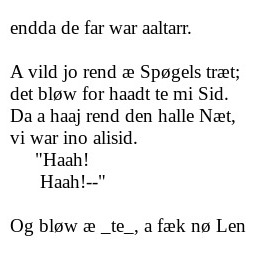 endda de far war aaltarr.
A vild jo rend æ Spøgels træt;
det bløw for haadt te mi Sid.
Da a haaj rend den halle Næt,
vi war ino alisid.
"Haah!
Haah!--"
Og bløw æ _te_, a fæk nø Len